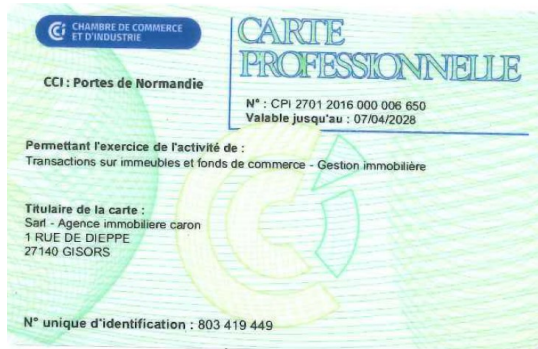 CHAMBRE DE COMMERCE
ET D'INDUSTRIE
CARTE
PROFESSIONNELLE
CCI : Portes de Normandie
N° : CPI 2701 2016 000 006 650
Valable jusqu'au : 07/04/2028
Permettant l'exercice de l'activité de :
Transactions sur immeubles et fonds de commerce - Gestion immobilière
Titulaire de la carte :
Sarl - Agence immobiliere caron
1 RUE DE DIEPPE
27140 GISORS
N° unique d'identification : 803 419 449